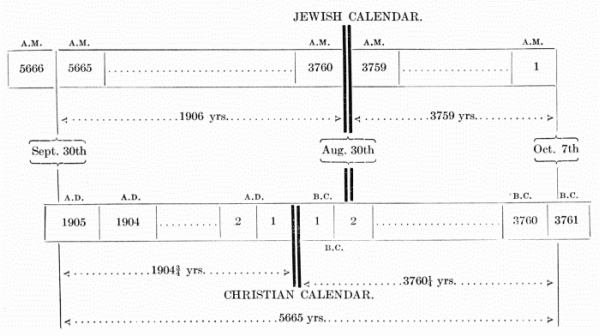 JEWISH CALENDAR.
A.M. A.M. A.M. A.M. A.M.
5666 5665 3760 3759 1
1906 yrs. 3759 yrs.
Sept. 30th Aug. 30th Oct. 7th
A.D. A.D. A.D. B.C. B.C. B.C.
1905 1904 2 1 1 2 3760 3761
B.C.
1904¾ yrs. 3760¼ yrs.
CHRISTIAN CALENDAR.
5665 yrs.